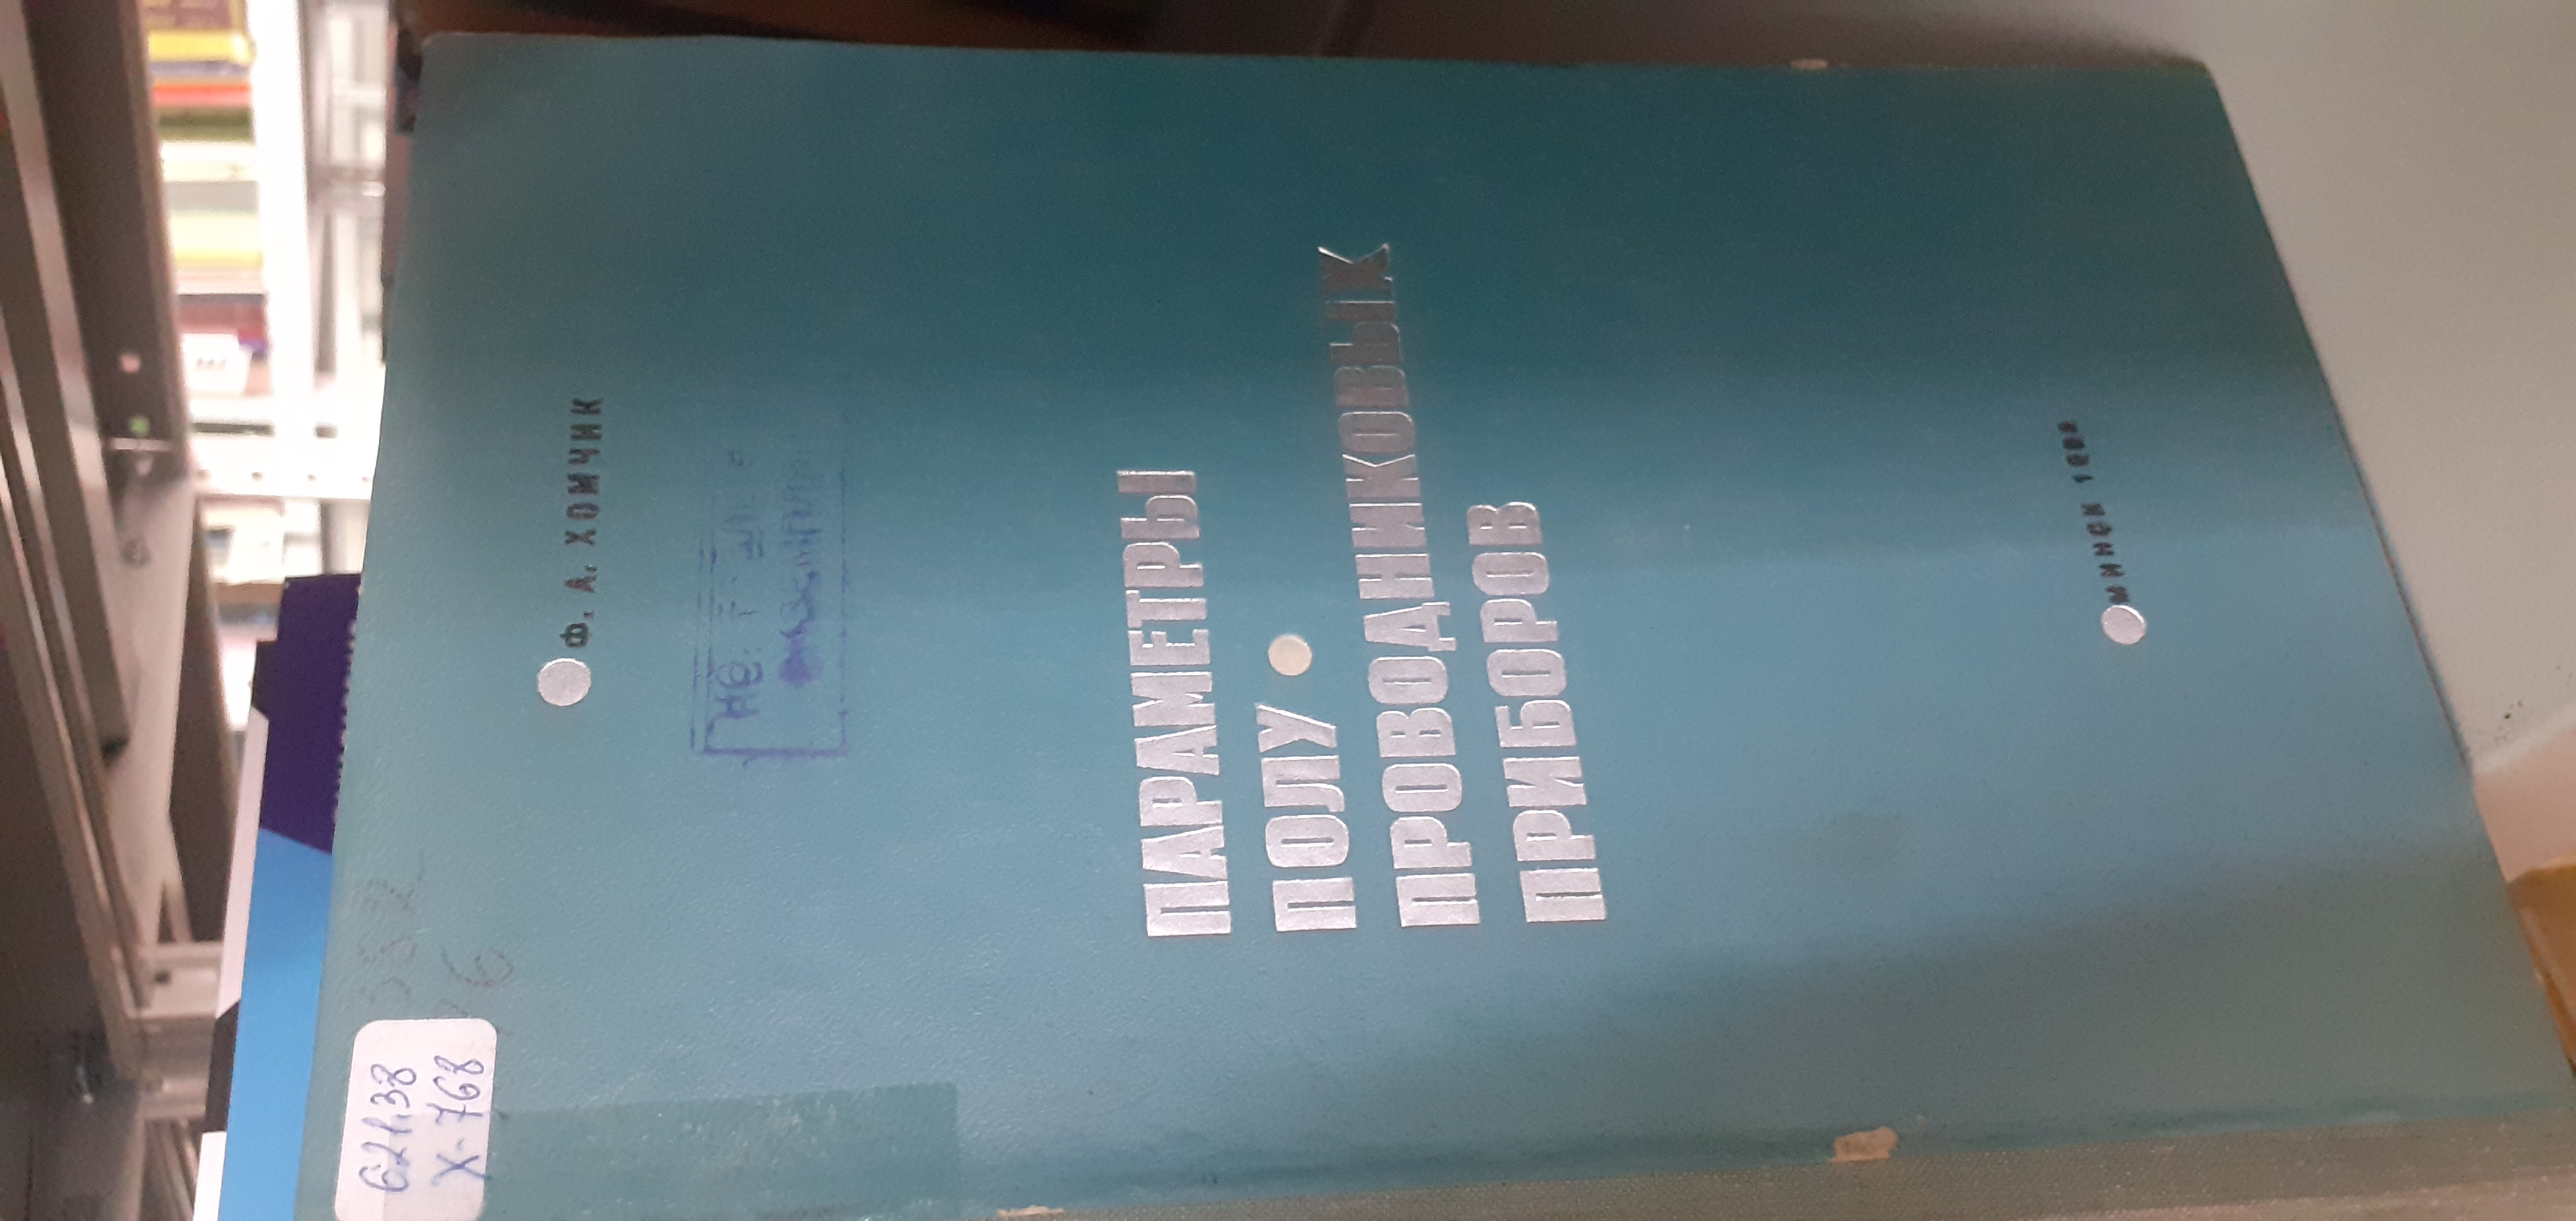 Ф. А. ХОМЧИК
ПАРАМЕТРЫ
ПОЛУ
ПРОВОДНИКОВЫХ
ПРИБОРОВ
МИНСК
621.38
Х-768